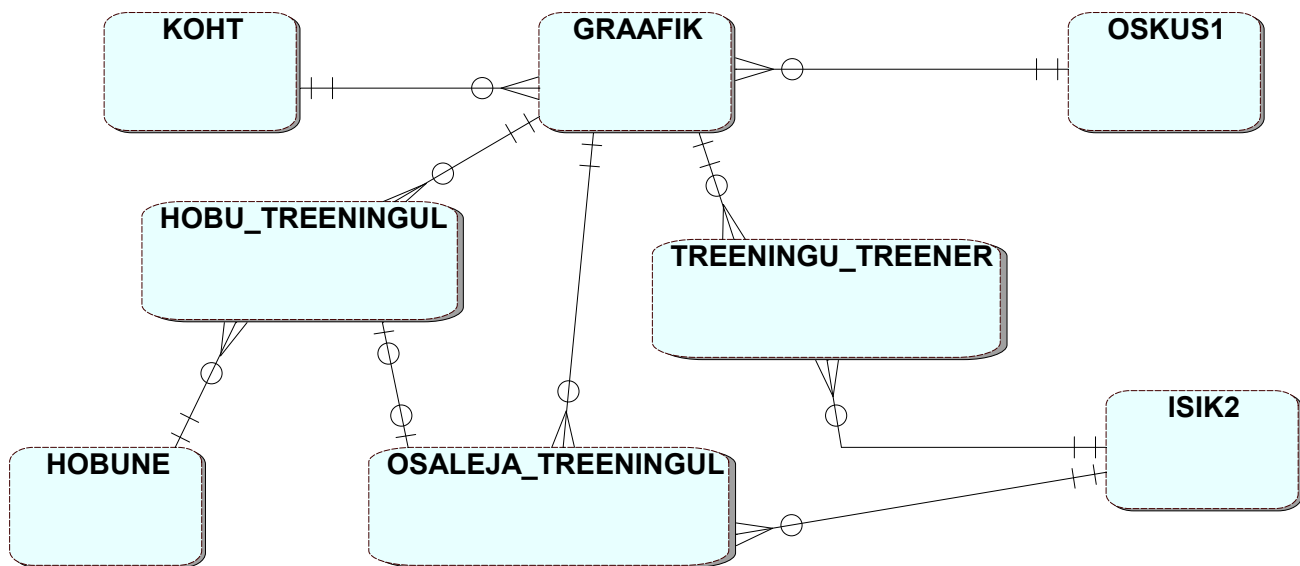 KOHT
GRAAFIK
OSKUS1
HOBU_TREENINGUL
TREENINGU_TREENER
HOBUNE
OSALEJA_TREENINGUL
ISIK2